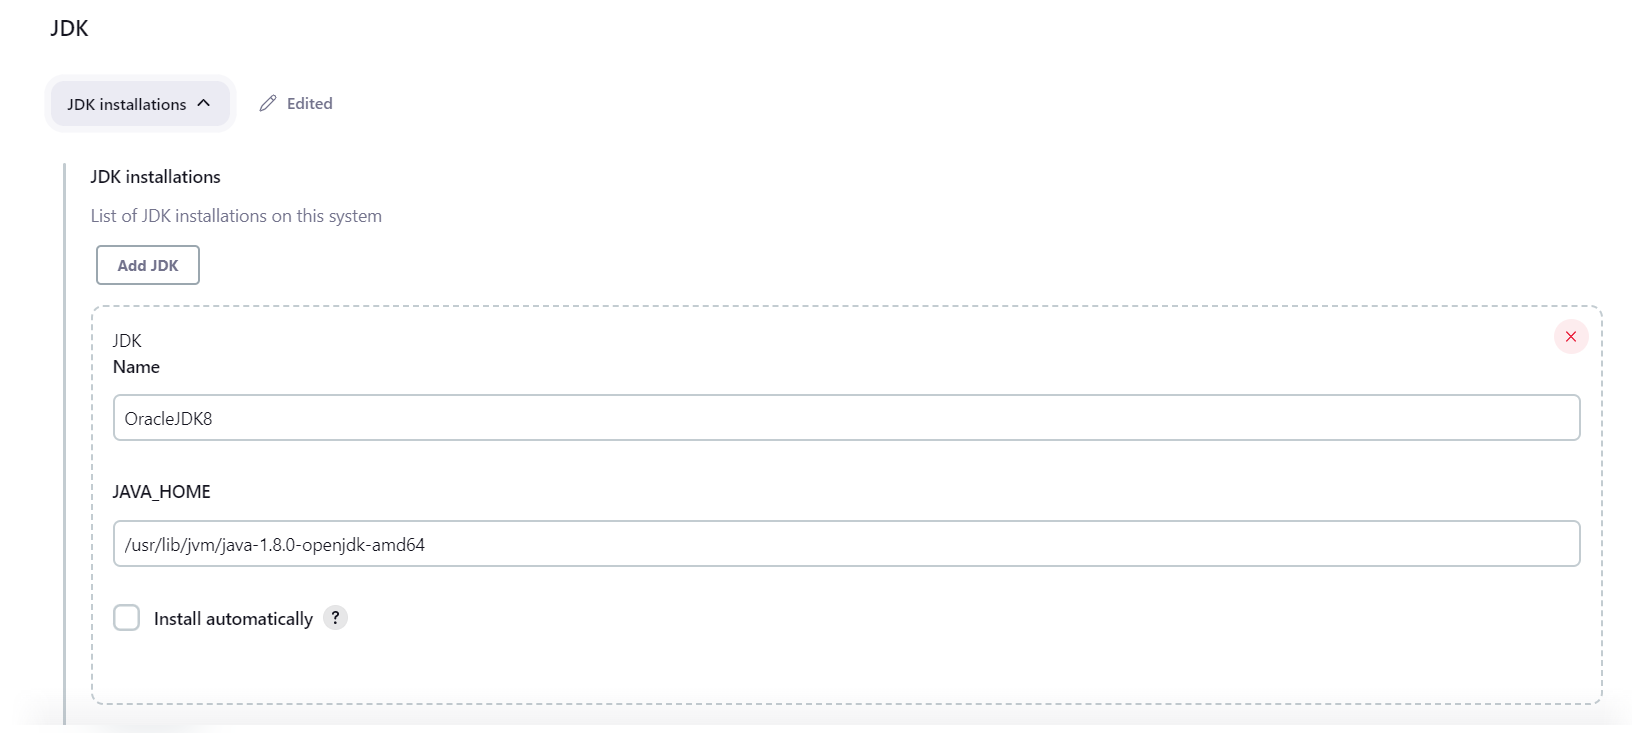 JDK
JDK installations
Edited
JDK installations
List of JDK installations on this system
Add JDK
JDK
Name
OracleJDK8
JAVA_HOME
/usr/lib/jvm/java-1.8.0-openjdk-amd64
Install automatically ?